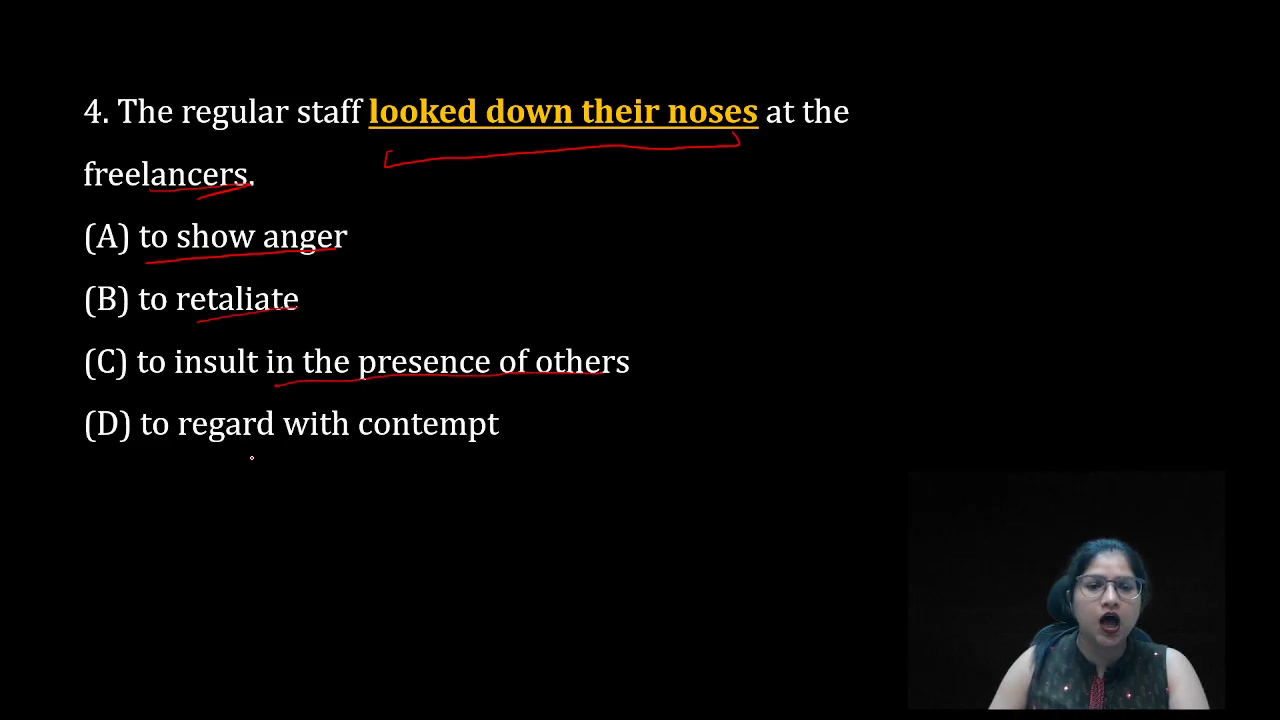 4. The regular staff looked down their noses at the
freelancers.
(A) to show anger
(B) to retaliate
(C) to insult in the presence of others
(D) to regard with contempt